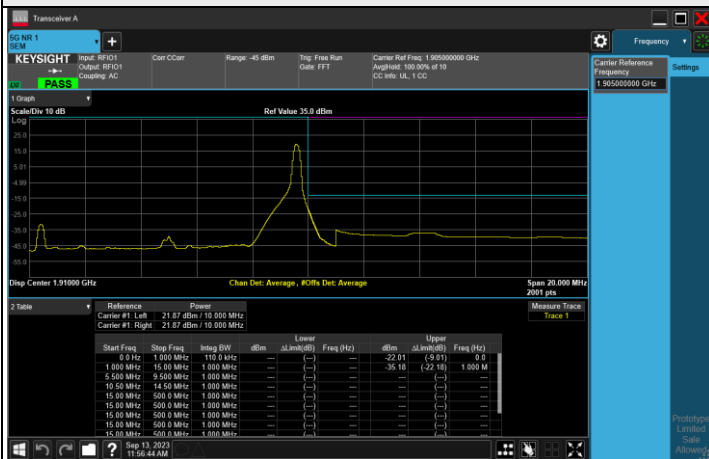 Transceiver A
5G NR 1
SEM
Frequency
KEYSIGHT
Input: RFIO1
Output: RFIO1
Coupling: AC
Corr CCorr
Range: -45 dBm
Trig: Free Run
Gate: FFT
Carrier Ref Freq: 1.905000000 GHz
Avg|Hold: 100.00% of 10
CC Info: UL, 1 CC
PASS
Carrier Reference
Frequency
1.905000000 GHz
Settings
1 Graph
Scale/Div 10 dB
Ref Value 35.0 dBm
Log
25.0
15.0
5.01
-4.99
-15.0
-25.0
-35.0
-45.0
-55.0
Disp Center 1.91000 GHz
Chan Det: Average , #Offs Det: Average
Span 20.000 MHz
2001 pts
2 Table
Reference Power
Carrier #1: Left 21.87 dBm / 10.000 MHz
Carrier #1: Right 21.87 dBm / 10.000 MHz
Measure Trace
Trace 1
Lower Upper
Start Freq Stop Freq Integ BW dBm ΔLimit(dB) Freq (Hz) dBm ΔLimit(dB) Freq (Hz)
0.0 Hz 1.000 MHz 110.0 kHz --- (---) --- -22.01 (-9.01) 0.0
1.000 MHz 15.00 MHz 1.000 MHz --- (---) --- -35.18 (-22.18) 1.000 M
5.500 MHz 9.500 MHz 1.000 MHz --- (---) --- --- (---) ---
10.50 MHz 14.50 MHz 1.000 MHz --- (---) --- --- (---) ---
15.00 MHz 500.0 MHz 1.000 MHz --- (---) --- --- (---) ---
15.00 MHz 500.0 MHz 1.000 MHz --- (---) --- --- (---) ---
15.00 MHz 500.0 MHz 1.000 MHz --- (---) --- --- (---) ---
15.00 MHz 500.0 MHz 1.000 MHz --- (---) --- --- (---) ---
15.00 MHz 500.0 MHz 1.000 MHz --- (---) --- --- (---) ---
Prototype
Limited
Sale
Allowed
Sep 13, 2023
11:56:44 AM